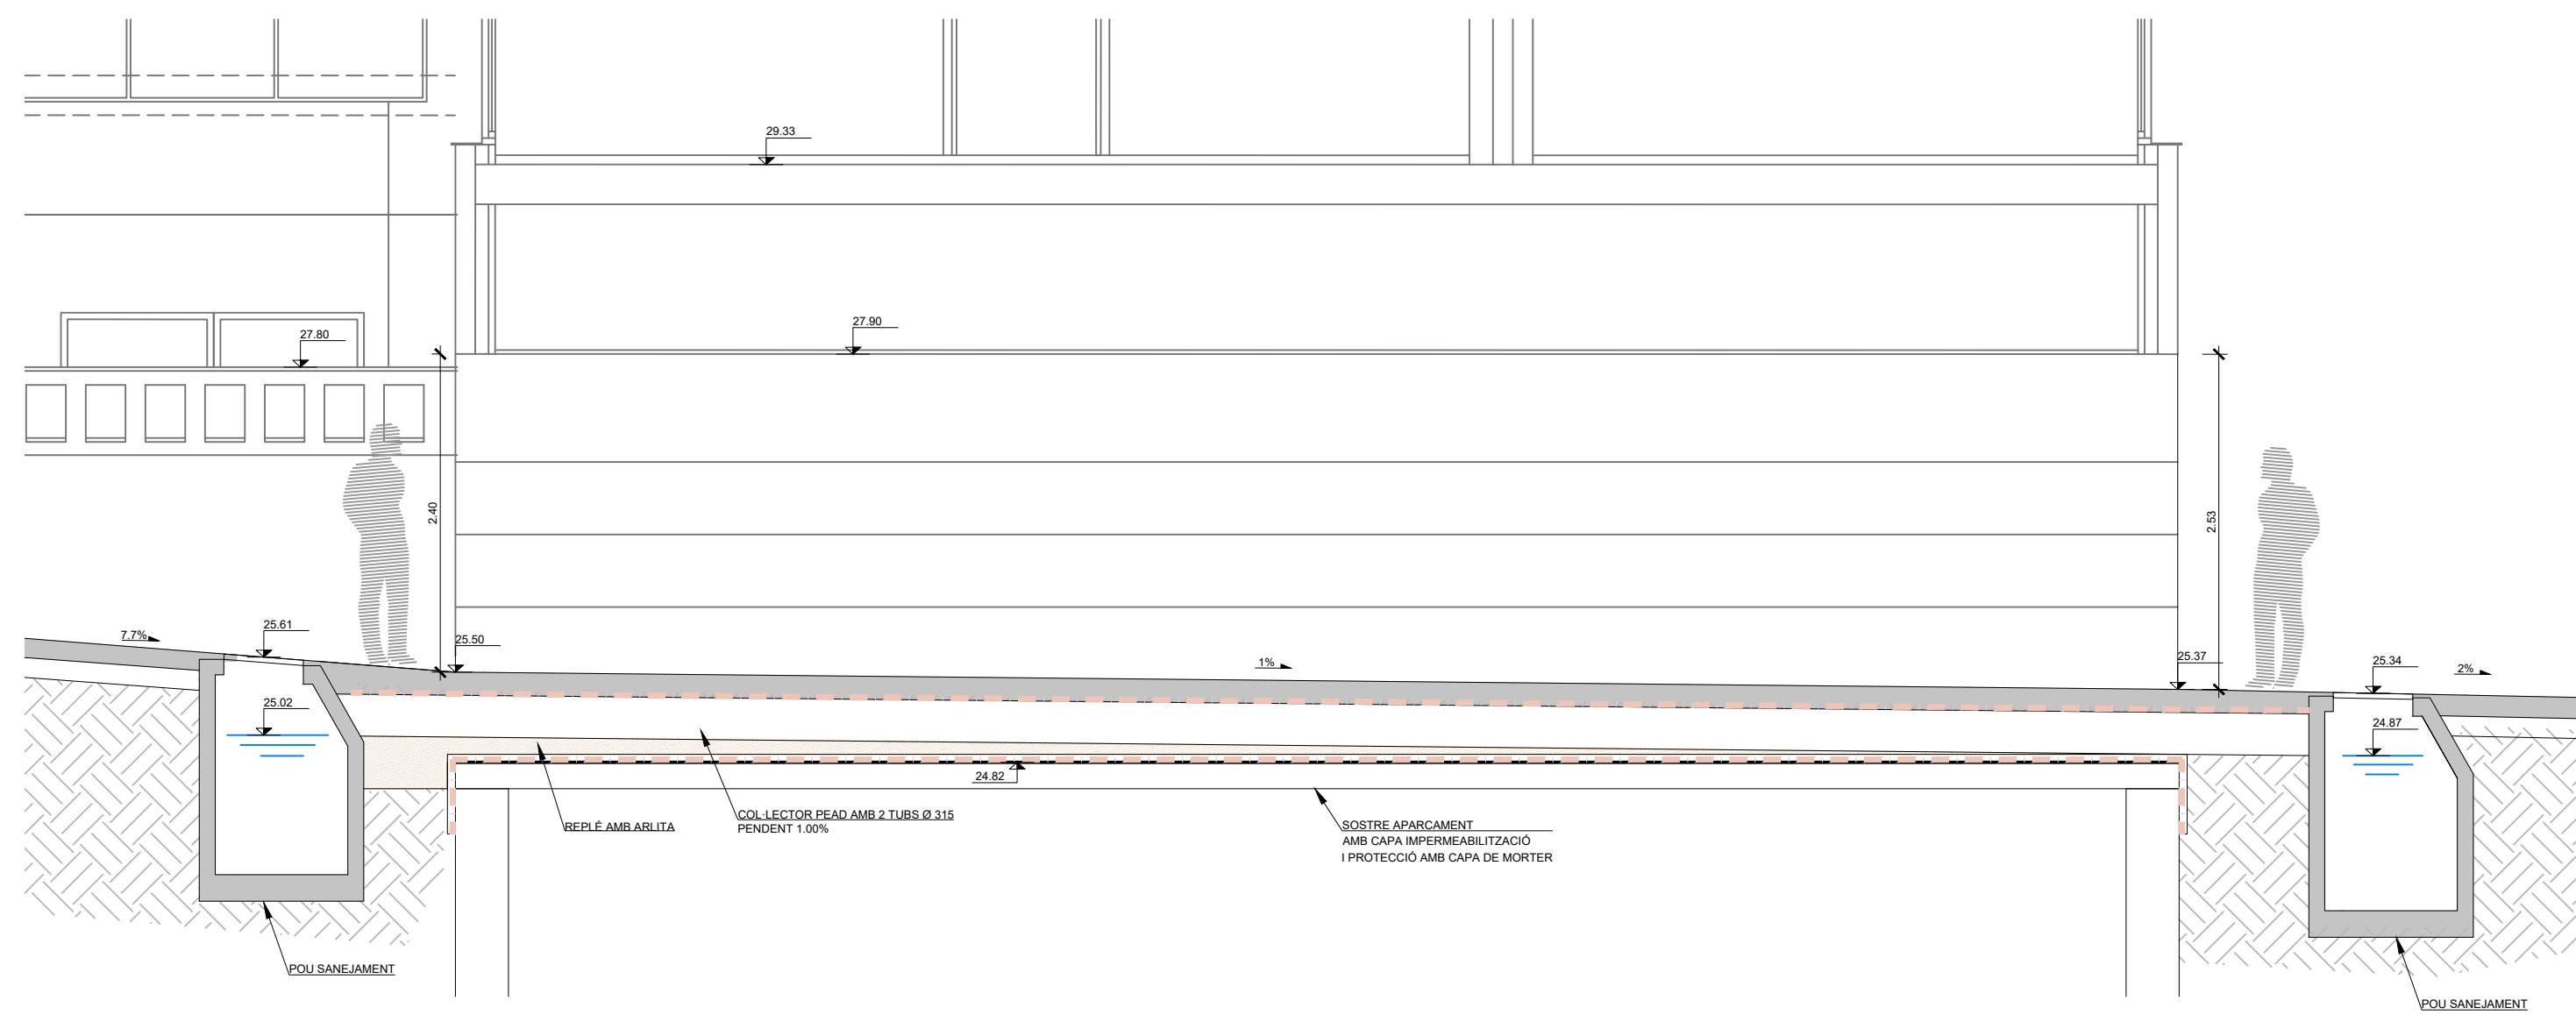 29.33
27.90
27.80
2.40
2.53
7.7%
25.61
25.50
1%
25.37
25.34
2%
25.02
24.87
24.82
REPLÉ AMB ARLITA
COL·LECTOR PEAD AMB 2 TUBS Ø 315
PENDENT 1.00%
SOSTRE APARCAMENT
AMB CAPA IMPERMEABILITZACIÓ
I PROTECCIÓ AMB CAPA DE MORTER
POU SANEJAMENT
POU SANEJAMENT